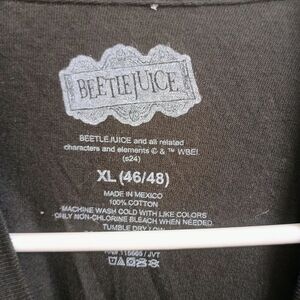 BEETLEJUICE
BEETLEJUICE and all related
characters and elements © & ™ WBEI
(s24)
XL (46/48)
MADE IN MEXICO
100% COTTON
MACHINE WASH COLD WITH LIKE COLORS
ONLY NON-CHLORINE BLEACH WHEN NEEDED
TUMBLE DRY LOW
/JVT